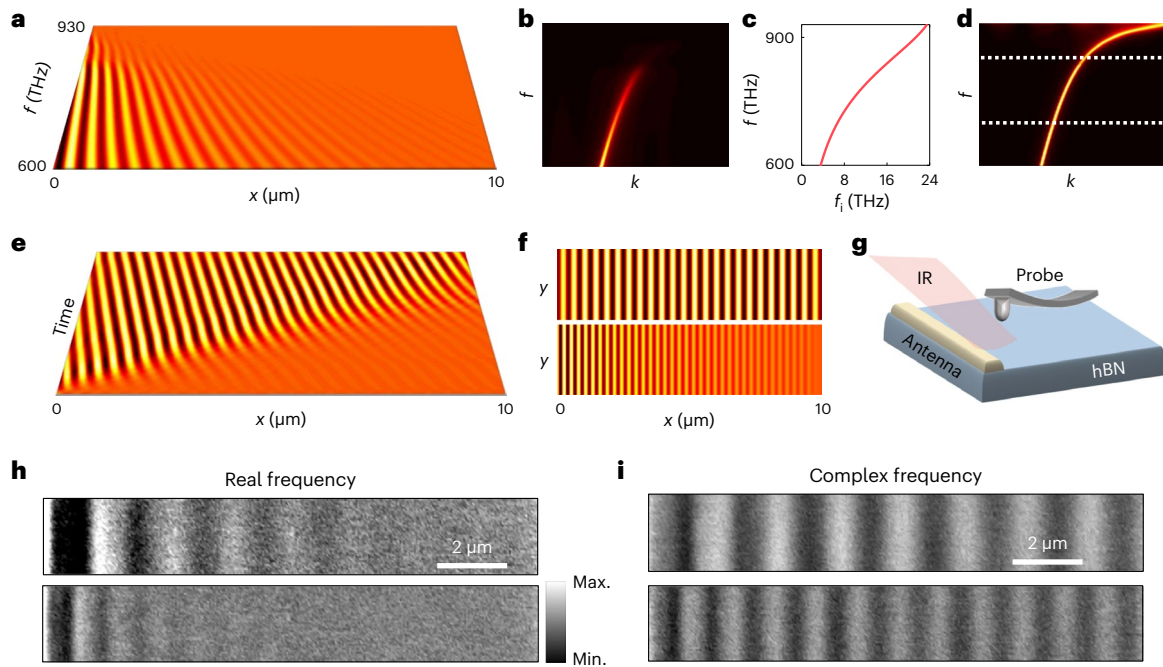 a
930
f (THz)
600
0
10
x (µm)
b
f
k
c
900
f (THz)
600
0
8
16
24
fi (THz)
d
f
k
e
Time
0
10
x (µm)
f
y
y
0
10
x (µm)
g
IR
Probe
Antenna
hBN
h
Real frequency
2 µm
Max.
Min.
i
Complex frequency
2 µm